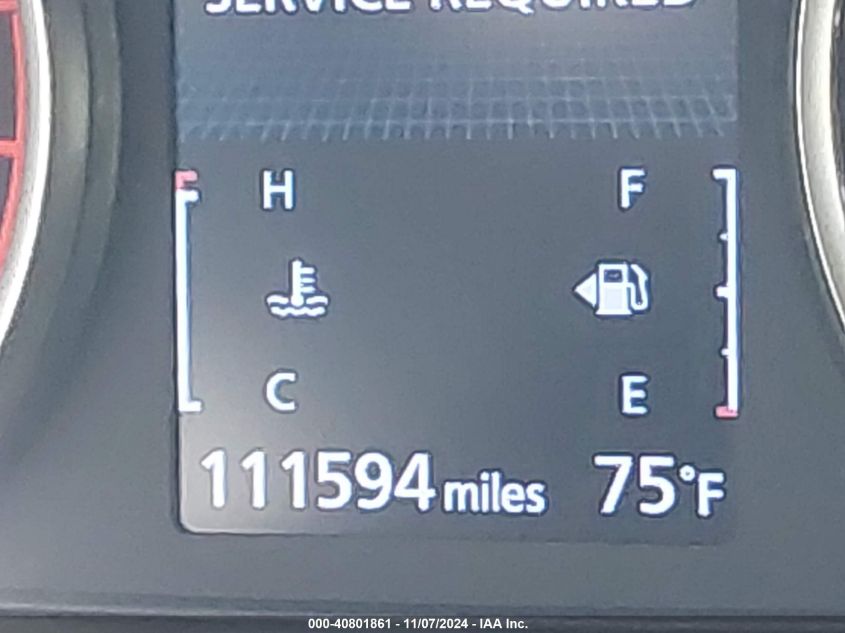 SERVICE REQUIRED
H F
C E
111594 miles 75°F
000-40801861 - 11/07/2024 - IAA Inc.